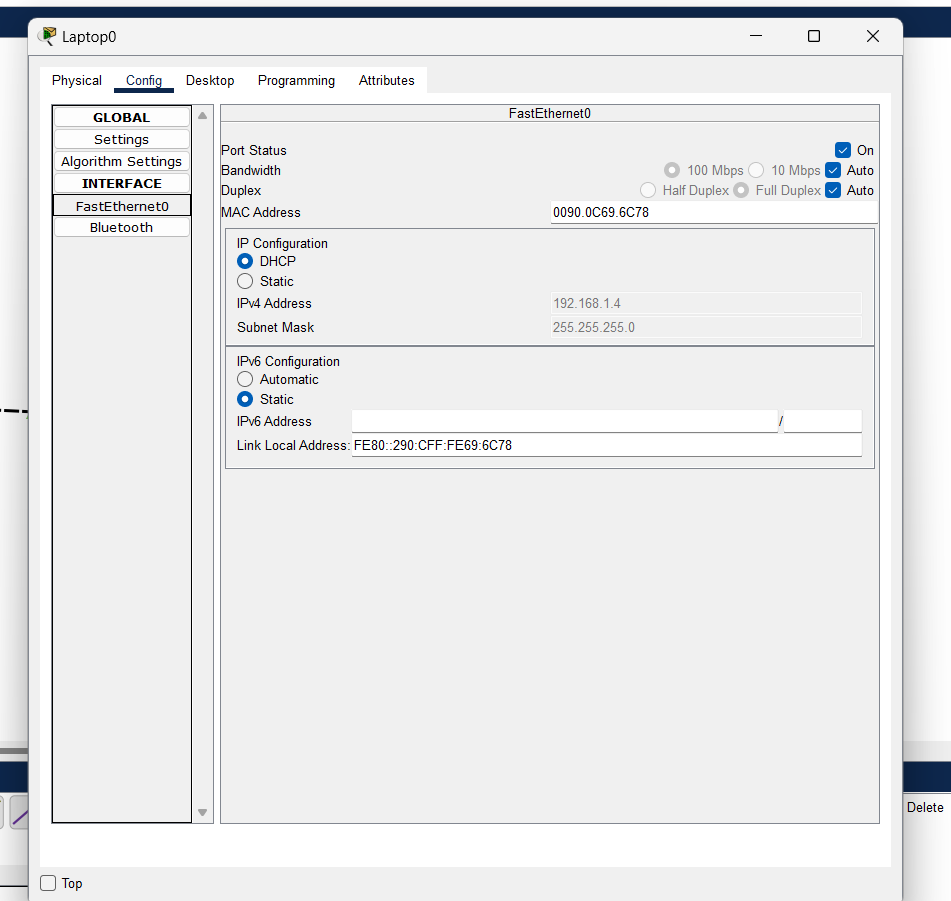 Laptop0
Physical Config Desktop Programming Attributes
GLOBAL
Settings
Algorithm Settings
INTERFACE
FastEthernet0
Bluetooth
FastEthernet0
Port Status On
Bandwidth 100 Mbps 10 Mbps Auto
Duplex Half Duplex Full Duplex Auto
MAC Address 0090.0C69.6C78
IP Configuration
DHCP
Static
IPv4 Address 192.168.1.4
Subnet Mask 255.255.255.0
IPv6 Configuration
Automatic
Static
IPv6 Address /
Link Local Address: FE80::290:CFF:FE69:6C78
Delete
Top